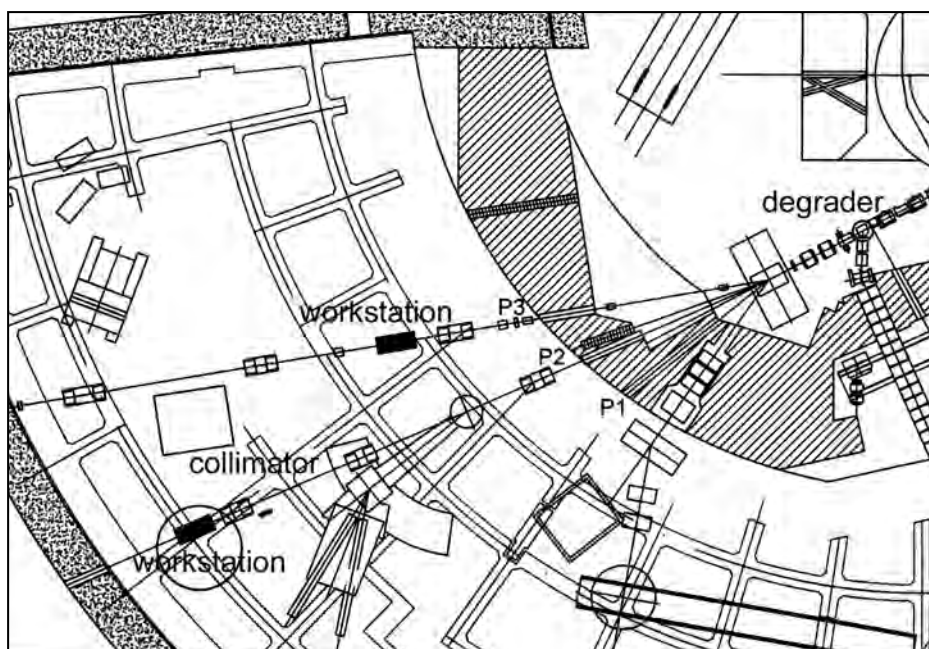 degrader
workstation
P3
P2
P1
collimator
workstation